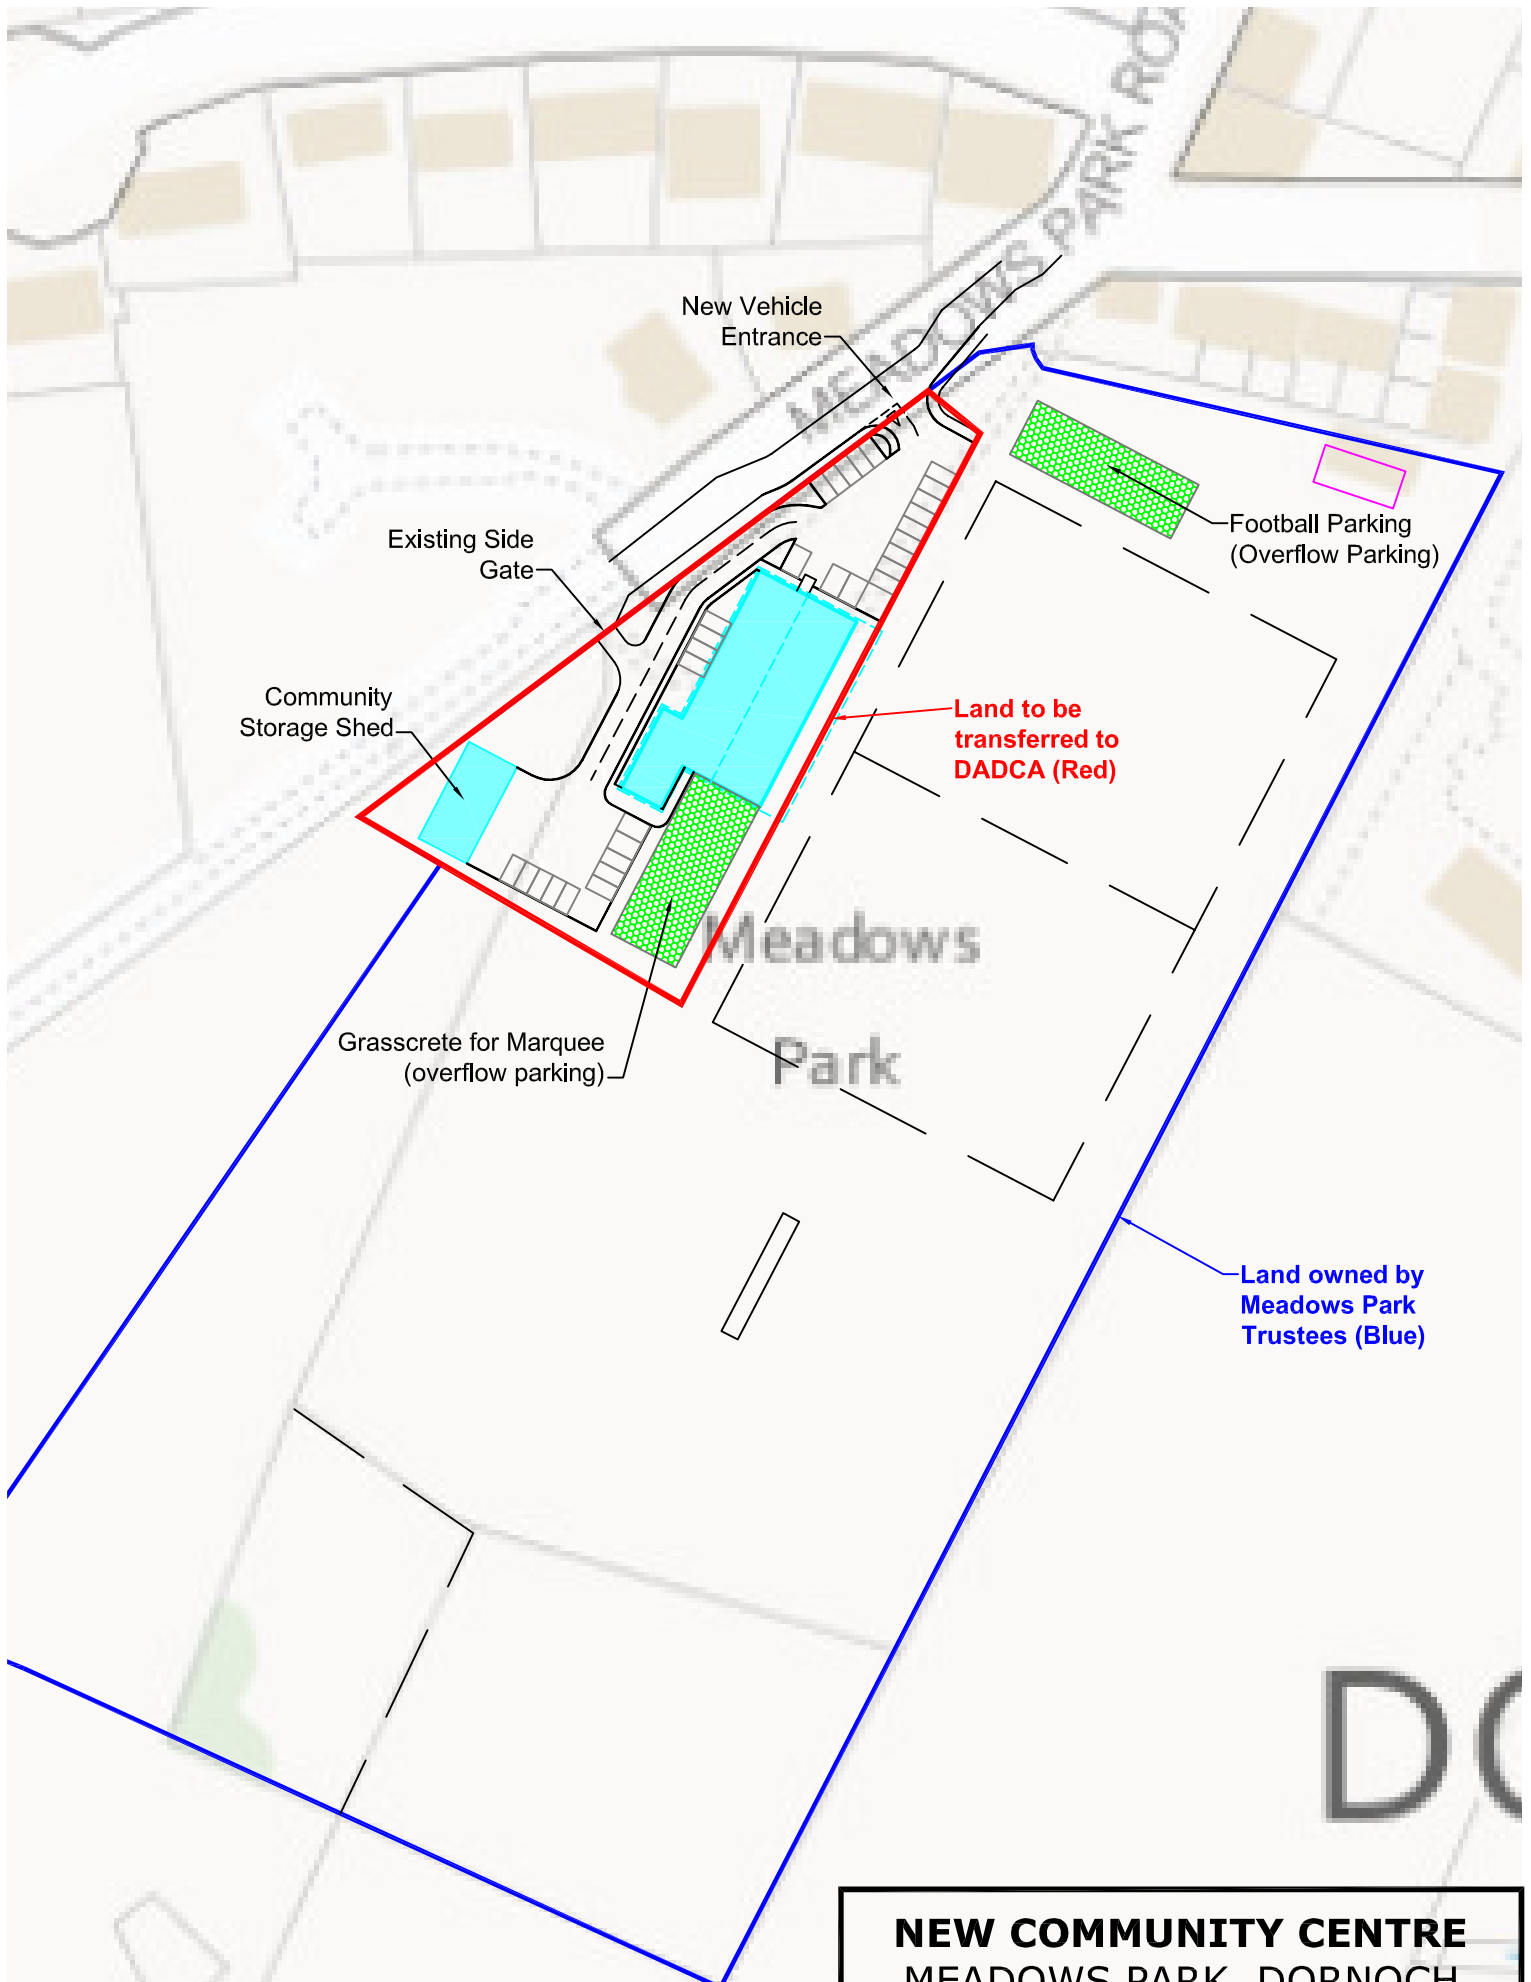 MEADOWS PARK ROA
New Vehicle
Entrance
Existing Side
Gate
Football Parking
(Overflow Parking)
Community
Storage Shed
Land to be
transferred to
DADCA (Red)
Meadows
Park
Grasscrete for Marquee
(overflow parking)
Land owned by
Meadows Park
Trustees (Blue)
DO
NEW COMMUNITY CENTRE
MEADOWS PARK, DORNOCH